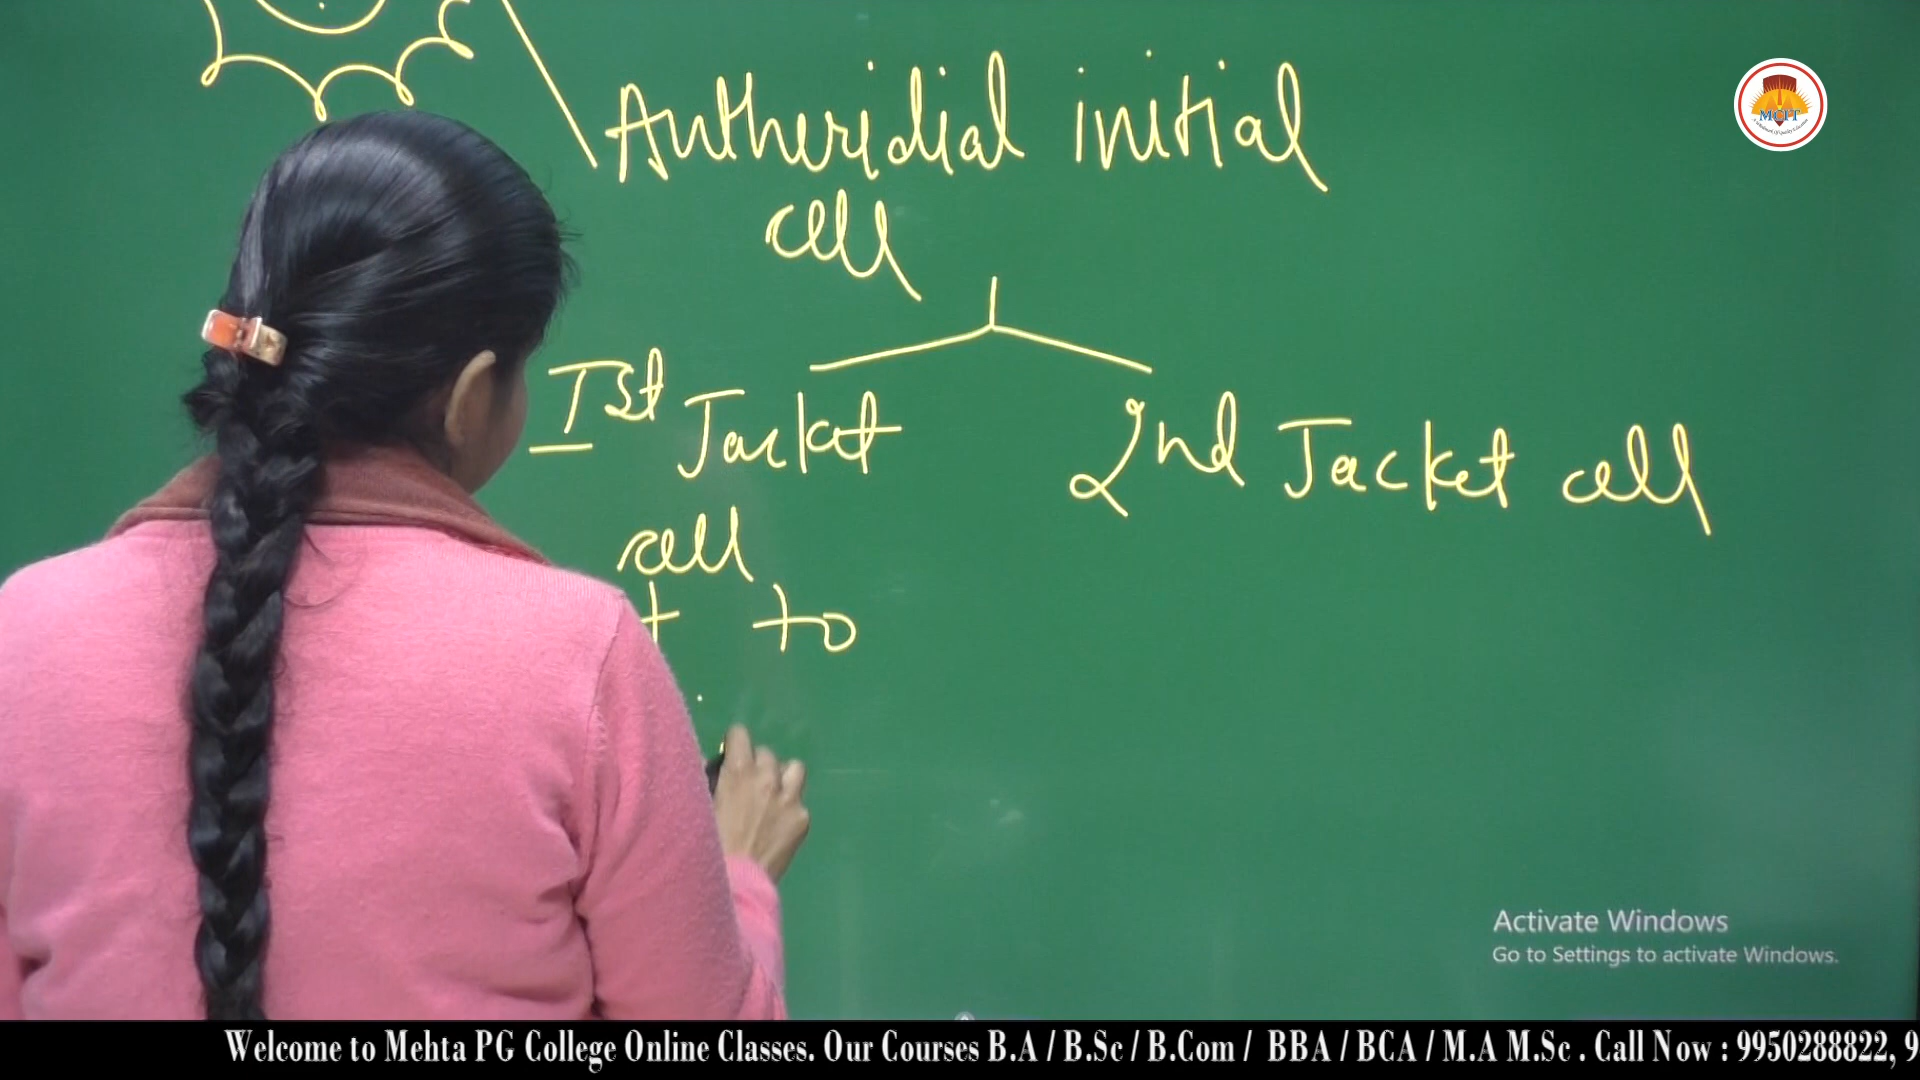 Antheridial initial
cell
Ist Jacket
cell
2nd Jacket cell
to
MCPT
Activate Windows
Go to Settings to activate Windows.
Welcome to Mehta PG College Online Classes. Our Courses B.A / B.Sc / B.Com / BBA / BCA / M.A M.Sc . Call Now : 9950288822, 9